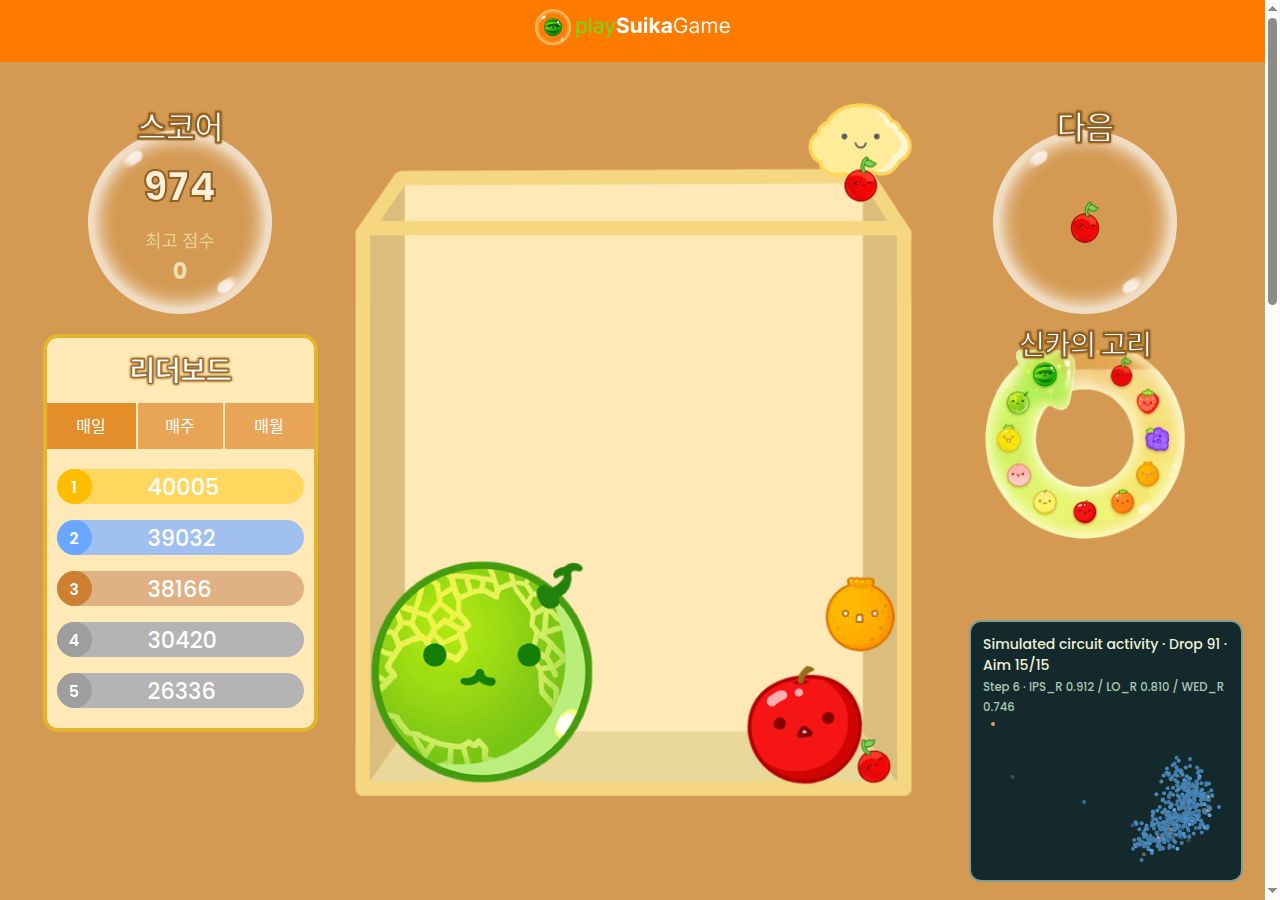 playSuikaGame
스코어
974
최고 점수
0
다음
리더보드
매일 매주 매월
1 40005
2 39032
3 38166
4 30420
5 26336
신카의 고리
Simulated circuit activity · Drop 91 ·
Aim 15/15
Step 6 · IPS_R 0.912 / LO_R 0.810 / WED_R
0.746